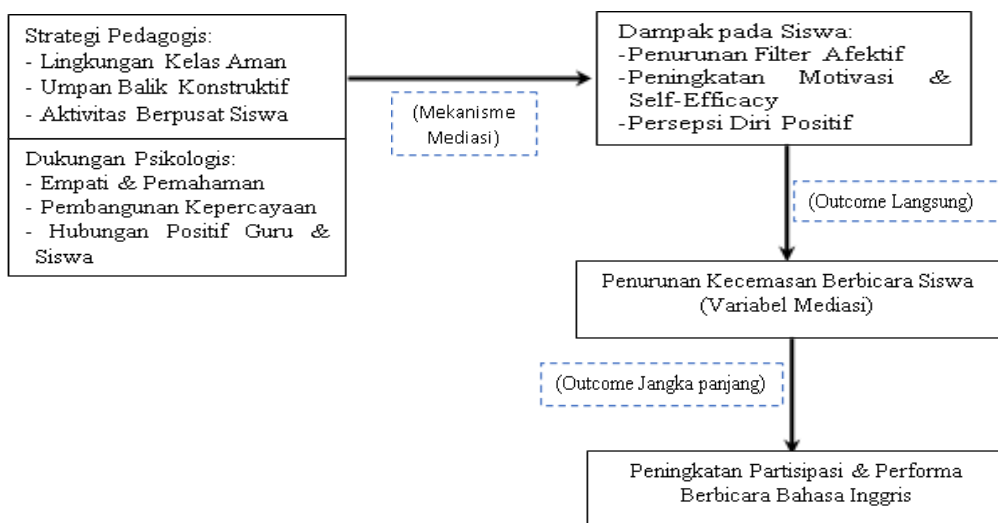 Strategi Pedagogis:
- Lingkungan Kelas Aman
- Umpan Balik Konstruktif
- Aktivitas Berpusat Siswa
Dukungan Psikologis:
- Empati & Pemahaman
- Pembangunan Kepercayaan
- Hubungan Positif Guru &
Siswa
(Mekanisme
Mediasi)
Dampak pada Siswa:
-Penurunan Filter Afektif
-Peningkatan Motivasi &
Self-Efficacy
-Persepsi Diri Positif
(Outcome Langsung)
Penurunan Kecemasan Berbicara Siswa
(Variabel Mediasi)
(Outcome Jangka panjang)
Peningkatan Partisipasi & Performa
Berbicara Bahasa Inggris